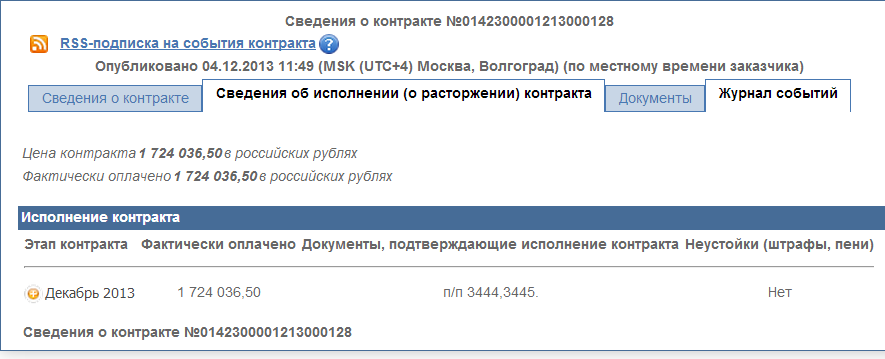 Сведения о контракте №0142300001213000128
RSS-подписка на события контракта ?
Опубликовано 04.12.2013 11:49 (MSK (UTC+4) Москва, Волгоград) (по местному времени заказчика)
Сведения о контракте Сведения об исполнении (о расторжении) контракта Документы Журнал событий
Цена контракта 1 724 036,50 в российских рублях
Фактически оплачено 1 724 036,50 в российских рублях
Исполнение контракта
Этап контракта Фактически оплачено Документы, подтверждающие исполнение контракта Неустойки (штрафы, пени)
Декабрь 2013 1 724 036,50 п/п 3444,3445. Нет
Сведения о контракте №0142300001213000128